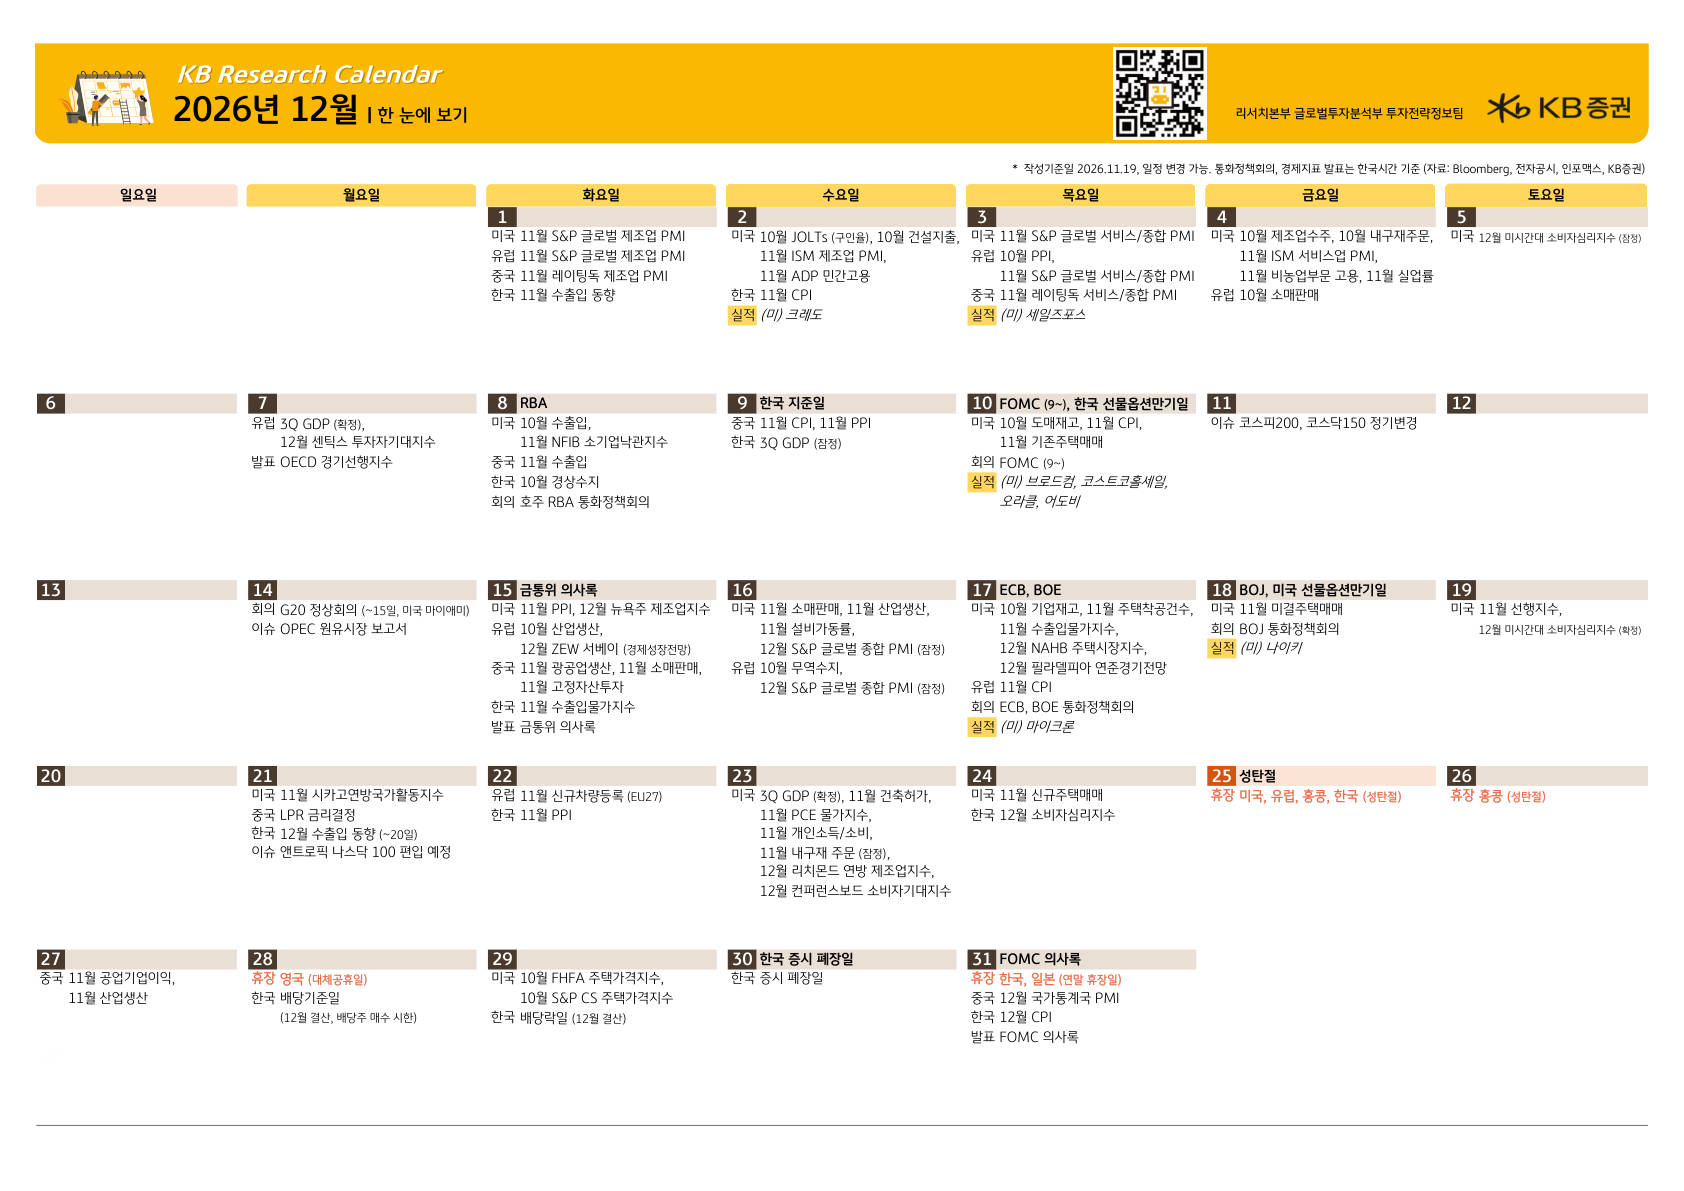 KB Research Calendar
2026년 12월 | 한 눈에 보기
리서치본부 글로벌투자분석부 투자전략정보팀
KB증권
* 작성기준일 2026.11.19, 일정 변경 가능. 통화정책회의, 경제지표 발표는 한국시간 기준 (자료: Bloomberg, 전자공시, 인포맥스, KB증권)
일요일
월요일
화요일
수요일
목요일
금요일
토요일
1
미국 11월 S&P 글로벌 제조업 PMI
유럽 11월 S&P 글로벌 제조업 PMI
중국 11월 레이팅독 제조업 PMI
한국 11월 수출입 동향
2
미국 10월 JOLTs (구인율), 10월 건설지출,
11월 ISM 제조업 PMI,
11월 ADP 민간고용
한국 11월 CPI
실적 (미) 크레도
3
미국 11월 S&P 글로벌 서비스/종합 PMI
유럽 10월 PPI,
11월 S&P 글로벌 서비스/종합 PMI
중국 11월 레이팅독 서비스/종합 PMI
실적 (미) 세일즈포스
4
미국 10월 제조업수주, 10월 내구재주문,
11월 ISM 서비스업 PMI,
11월 비농업부문 고용, 11월 실업률
유럽 10월 소매판매
5
미국 12월 미시간대 소비자심리지수 (잠정)
6
7
유럽 3Q GDP (확정),
12월 센틱스 투자자기대지수
발표 OECD 경기선행지수
8 RBA
미국 10월 수출입,
11월 NFIB 소기업낙관지수
중국 11월 수출입
한국 10월 경상수지
회의 호주 RBA 통화정책회의
9 한국 지준일
중국 11월 CPI, 11월 PPI
한국 3Q GDP (잠정)
10 FOMC (9~), 한국 선물옵션만기일
미국 10월 도매재고, 11월 CPI,
11월 기존주택매매
회의 FOMC (9~)
실적 (미) 브로드컴, 코스트코홀세일,
오라클, 어도비
11
이슈 코스피200, 코스닥150 정기변경
12
13
14
회의 G20 정상회의 (~15일, 미국 마이애미)
이슈 OPEC 원유시장 보고서
15 금통위 의사록
미국 11월 PPI, 12월 뉴욕주 제조업지수
유럽 10월 산업생산,
12월 ZEW 서베이 (경제성장전망)
중국 11월 광공업생산, 11월 소매판매,
11월 고정자산투자
한국 11월 수출입물가지수
발표 금통위 의사록
16
미국 11월 소매판매, 11월 산업생산,
11월 설비가동률,
12월 S&P 글로벌 종합 PMI (잠정)
유럽 10월 무역수지,
12월 S&P 글로벌 종합 PMI (잠정)
17 ECB, BOE
미국 10월 기업재고, 11월 주택착공건수,
11월 수출입물가지수,
12월 NAHB 주택시장지수,
12월 필라델피아 연준경기전망
유럽 11월 CPI
회의 ECB, BOE 통화정책회의
실적 (미) 마이크론
18 BOJ, 미국 선물옵션만기일
미국 11월 미결주택매매
회의 BOJ 통화정책회의
실적 (미) 나이키
19
미국 11월 선행지수,
12월 미시간대 소비자심리지수 (확정)
20
21
미국 11월 시카고연방국가활동지수
중국 LPR 금리결정
한국 12월 수출입 동향 (~20일)
이슈 앤트로픽 나스닥 100 편입 예정
22
유럽 11월 신규차량등록 (EU27)
한국 11월 PPI
23
미국 3Q GDP (확정), 11월 건축허가,
11월 PCE 물가지수,
11월 개인소득/소비,
11월 내구재 주문 (잠정),
12월 리치몬드 연방 제조업지수,
12월 컨퍼런스보드 소비자기대지수
24
미국 11월 신규주택매매
한국 12월 소비자심리지수
25 성탄절
휴장 미국, 유럽, 홍콩, 한국 (성탄절)
26
휴장 홍콩 (성탄절)
27
중국 11월 공업기업이익,
11월 산업생산
28
휴장 영국 (대체공휴일)
한국 배당기준일
(12월 결산, 배당주 매수 시한)
29
미국 10월 FHFA 주택가격지수,
10월 S&P CS 주택가격지수
한국 배당락일 (12월 결산)
30 한국 증시 폐장일
한국 증시 폐장일
31 FOMC 의사록
휴장 한국, 일본 (연말 휴장일)
중국 12월 국가통계국 PMI
한국 12월 CPI
발표 FOMC 의사록